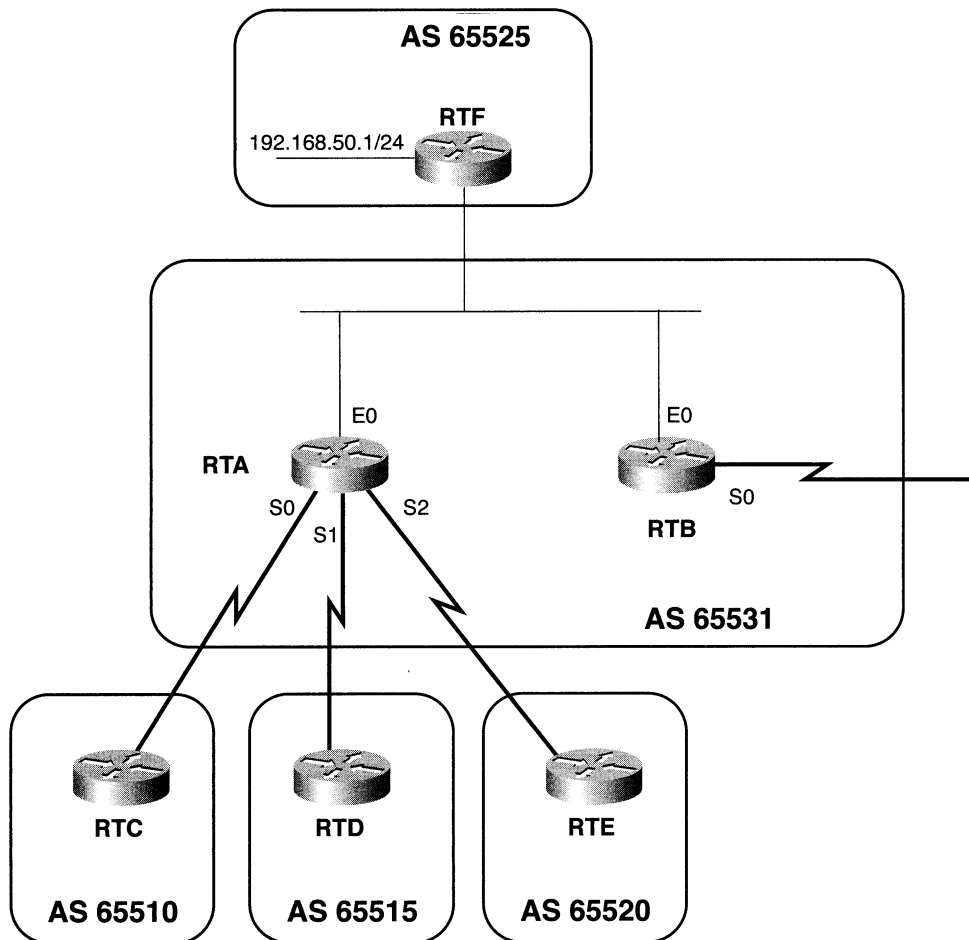 AS 65525
RTF
192.168.50.1/24
E0
E0
RTA
S0
S1
S2
S0
RTB
AS 65531
RTC
RTD
RTE
AS 65510
AS 65515
AS 65520